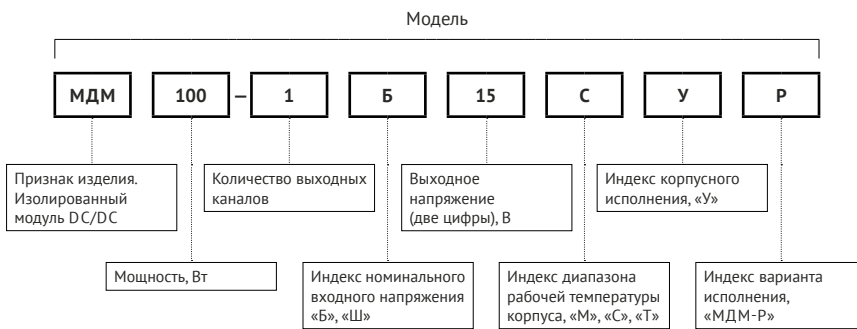 Модель
МДМ 100 – 1 Б 15 С У Р
Признак изделия.
Изолированный
модуль DC/DC
Количество выходных
каналов
Выходное
напряжение
(две цифры), В
Индекс корпусного
исполнения, «У»
Мощность, Вт
Индекс номинального
входного напряжения
«Б», «Ш»
Индекс диапазона
рабочей температуры
корпуса, «М», «С», «Т»
Индекс варианта
исполнения,
«МДМ-Р»